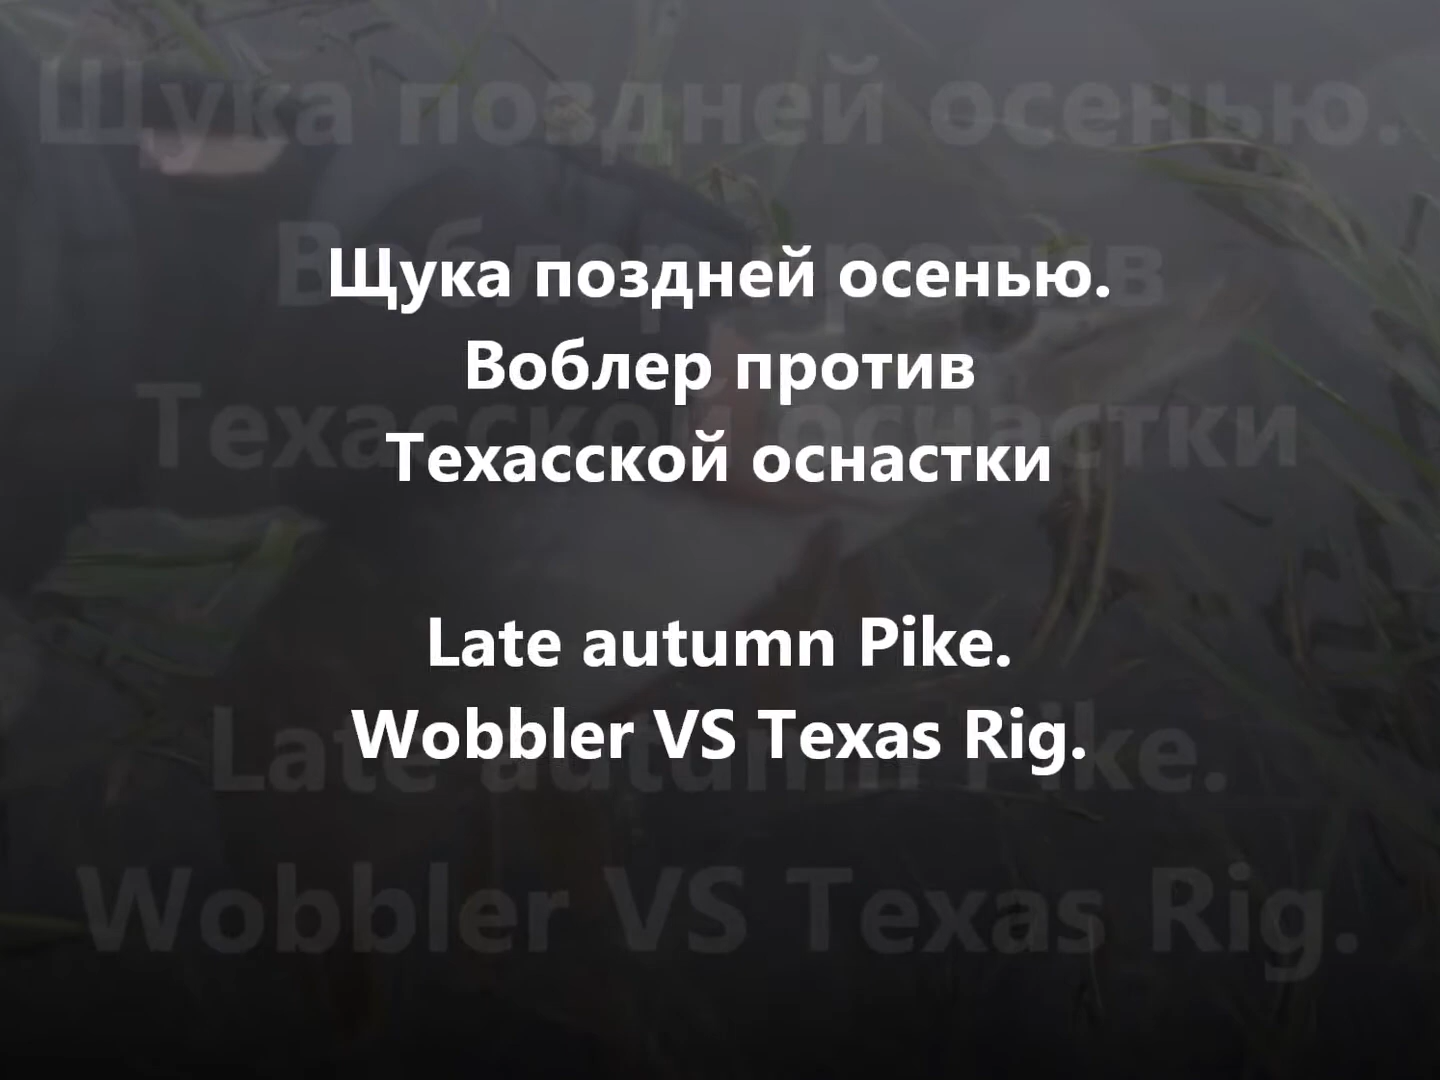 Щука поздней осенью.
Воблер против
Техасской оснастки
Late autumn Pike.
Wobbler VS Texas Rig.